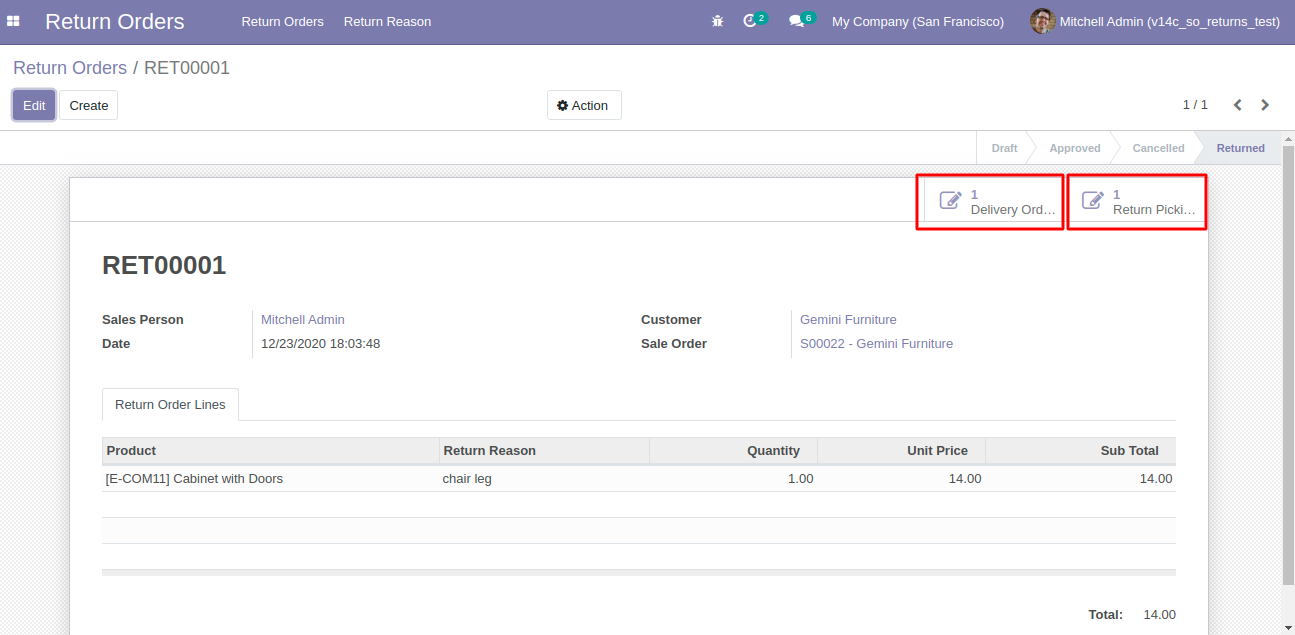 Return Orders Return Orders Return Reason 2 6 My Company (San Francisco) Mitchell Admin (v14c_so_returns_test)
Return Orders / RET00001
Edit Create Action 1 / 1
Draft Approved Cancelled Returned
1 Delivery Ord...
1 Return Picki...
RET00001
Sales Person Mitchell Admin Customer Gemini Furniture
Date 12/23/2020 18:03:48 Sale Order S00022 - Gemini Furniture
Return Order Lines
Product Return Reason Quantity Unit Price Sub Total
[E-COM11] Cabinet with Doors chair leg 1.00 14.00 14.00
Total: 14.00